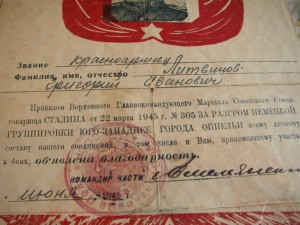 Звание красноармеец
Фамилия, имя, отчество Литвинов
Григорий Иванович
Приказом Верховного Главнокомандующего Маршала Советского Союза
товарища СТАЛИНА от 22 марта 1945 г. № 305 ЗА РАЗГРОМ НЕМЕЦКОЙ
ГРУППИРОВКИ ЮГО-ЗАПАДНЕЕ ГОРОДА ОППЕЛЬН всему личному
составу нашего соединения, в том числе и Вам, принимавшему участие
в боях, объявлена благодарность.
КОМАНДИР ЧАСТИ
июня 1945 г.